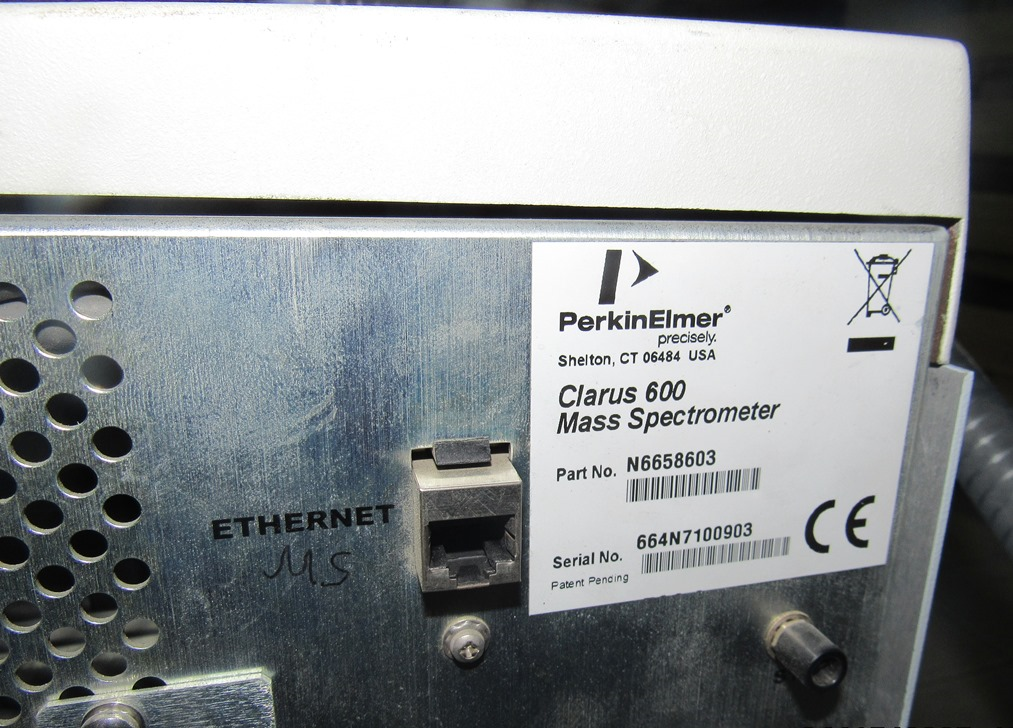 PerkinElmer®
precisely.
Shelton, CT 06484 USA
Clarus 600
Mass Spectrometer
Part No. N6658603
Serial No. 664N7100903
Patent Pending
CE
ETHERNET
MS